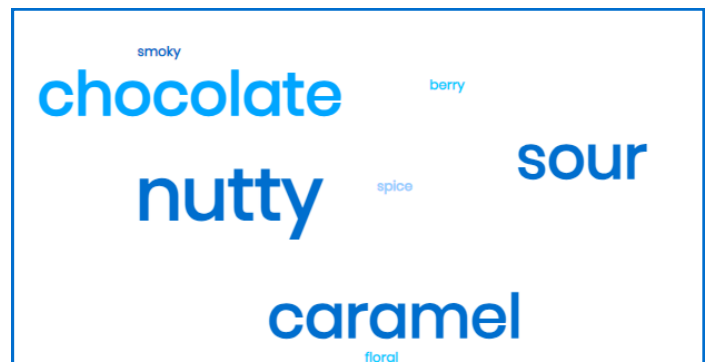 smoky
chocolate
berry
sour
nutty
spice
caramel
floral